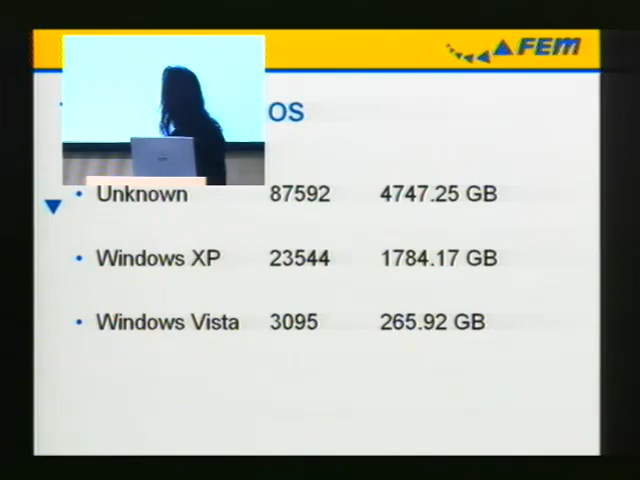 FEM
OS
• Unknown 87592 4747.25 GB
• Windows XP 23544 1784.17 GB
• Windows Vista 3095 265.92 GB